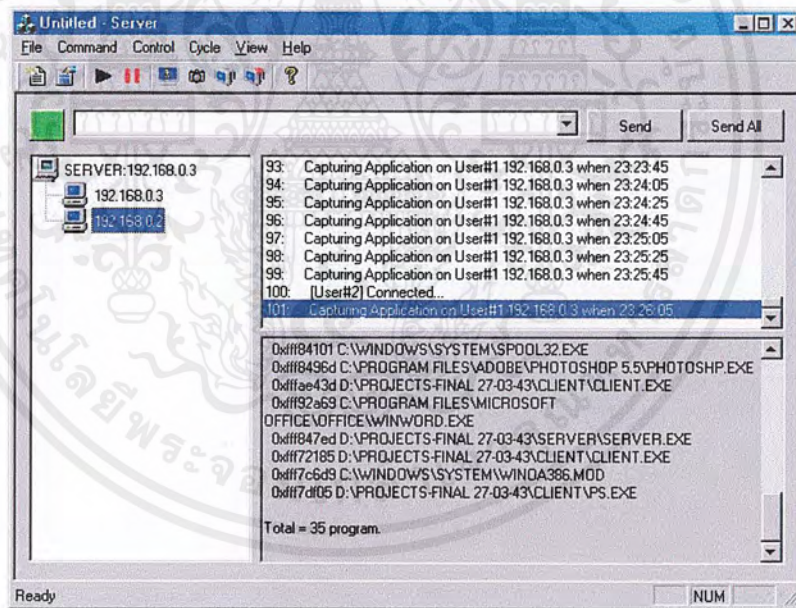 Untitled - Server
File Command Control Cycle View Help
Send
Send All
SERVER:192.168.0.3
192.168.0.3
192.168.0.2
93: Capturing Application on User#1 192.168.0.3 when 23:23:45
94: Capturing Application on User#1 192.168.0.3 when 23:24:05
95: Capturing Application on User#1 192.168.0.3 when 23:24:25
96: Capturing Application on User#1 192.168.0.3 when 23:24:45
97: Capturing Application on User#1 192.168.0.3 when 23:25:05
98: Capturing Application on User#1 192.168.0.3 when 23:25:25
99: Capturing Application on User#1 192.168.0.3 when 23:25:45
100: [User#2] Connected...
101: Capturing Application on User#1 192.168.0.3 when 23:26:05
0xfff84101 C:\WINDOWS\SYSTEM\SPOOL32.EXE
0xfff8496d C:\PROGRAM FILES\ADOBE\PHOTOSHOP 5.5\PHOTOSHP.EXE
0xfffae43d D:\PROJECTS-FINAL 27-03-43\CLIENT\CLIENT.EXE
0xfff92a69 C:\PROGRAM FILES\MICROSOFT
OFFICE\OFFICE\WINWORD.EXE
0xfff847ed D:\PROJECTS-FINAL 27-03-43\SERVER\SERVER.EXE
0xfff72185 D:\PROJECTS-FINAL 27-03-43\CLIENT\CLIENT.EXE
0xfff7c6d9 C:\WINDOWS\SYSTEM\WINOA386.MOD
0xfff7df05 D:\PROJECTS-FINAL 27-03-43\CLIENT\PS.EXE
Total = 35 program.
Ready
NUM